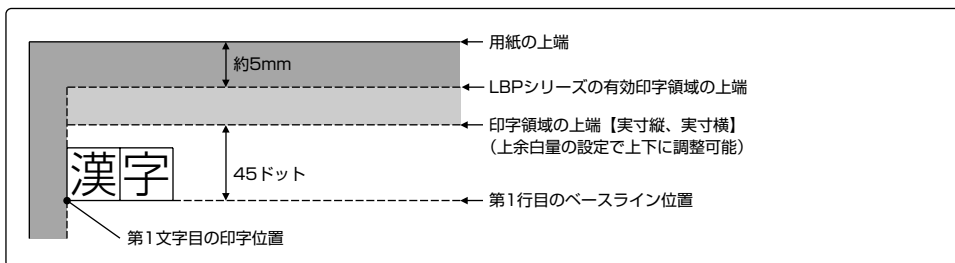 用紙の上端
約5mm
LBPシリーズの有効印字領域の上端
印字領域の上端【実寸縦、実寸横】
（上余白量の設定で上下に調整可能）
漢字
45ドット
第1行目のベースライン位置
第1文字目の印字位置